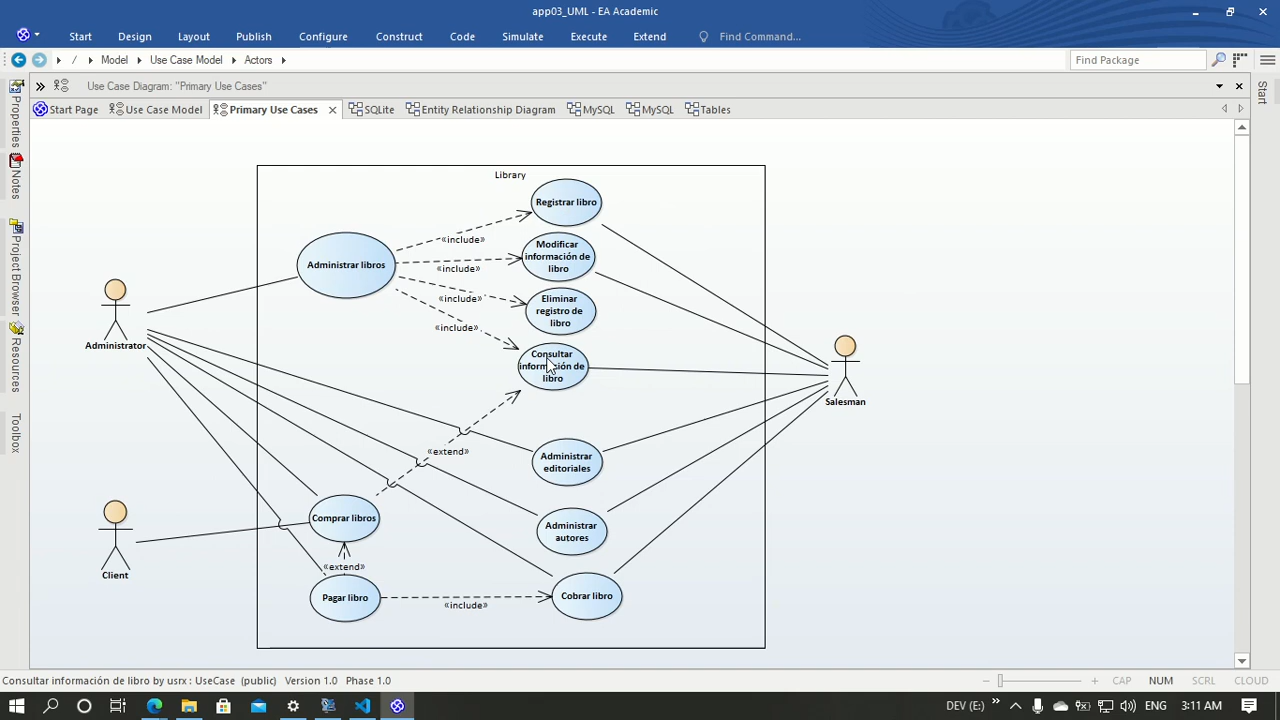 app03_UML - EA Academic
Start Design Layout Publish Configure Construct Code Simulate Execute Extend Find Command...
/ Model Use Case Model Actors Find Package
Use Case Diagram: "Primary Use Cases"
Start Page Use Case Model Primary Use Cases SQLite Entity Relationship Diagram MySQL MySQL Tables
Properties
Notes
Project Browser
Resources
Toolbox
Start
Library
Registrar libro
«include»
Modificar
información de
libro
Administrar libros
«include»
«include»
Eliminar
registro de
libro
«include»
Consultar
información de
libro
Administrator
Salesman
«extend»
Administrar
editoriales
Comprar libros
Administrar
autores
Client
«extend»
Pagar libro
«include»
Cobrar libro
Consultar información de libro by usrx : UseCase (public) Version 1.0 Phase 1.0
CAP NUM SCRL CLOUD
DEV (E:) ENG 3:11 AM